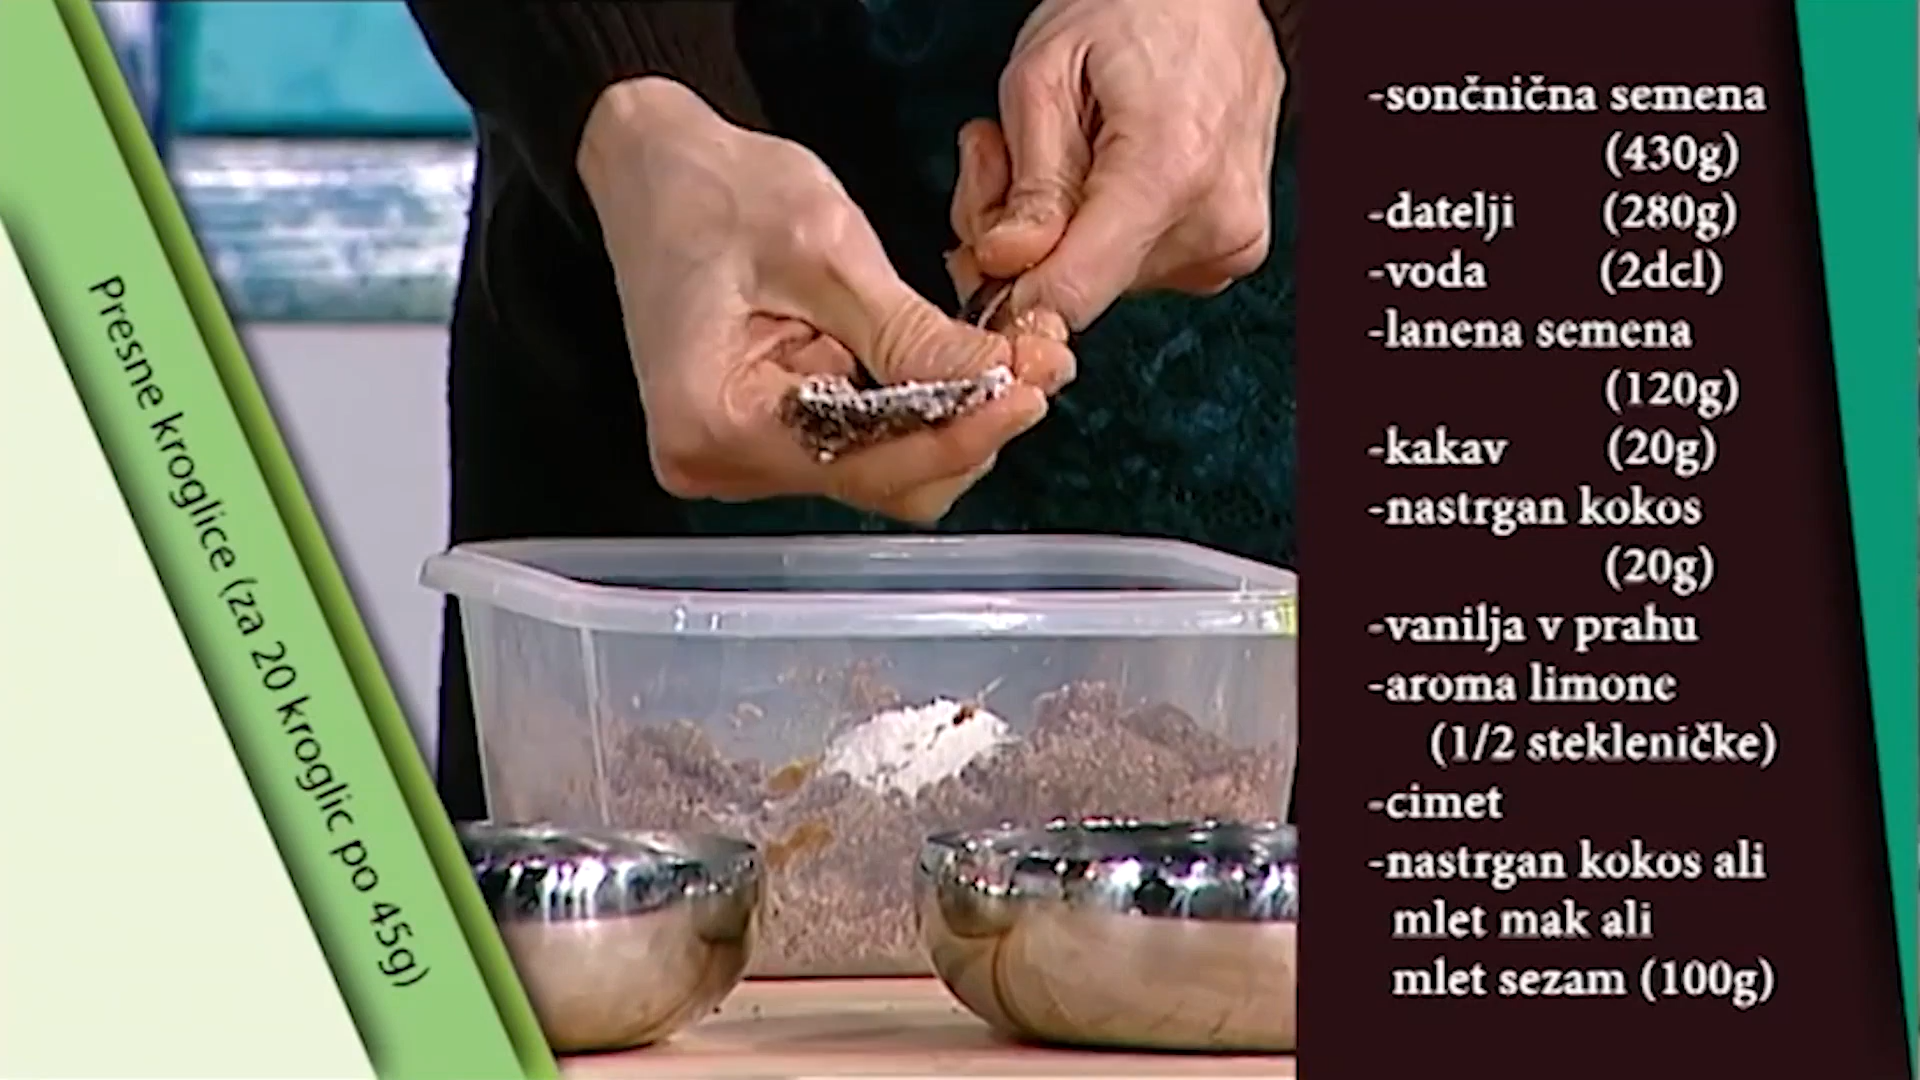 Presne kroglice (za 20 kroglic po 45g)
-sončnična semena
(430g)
-datelji (280g)
-voda (2dcl)
-lanena semena
(120g)
-kakav (20g)
-nastrgan kokos
(20g)
-vanilja v prahu
-aroma limone
(1/2 stekleničke)
-cimet
-nastrgan kokos ali
mlet mak ali
mlet sezam (100g)